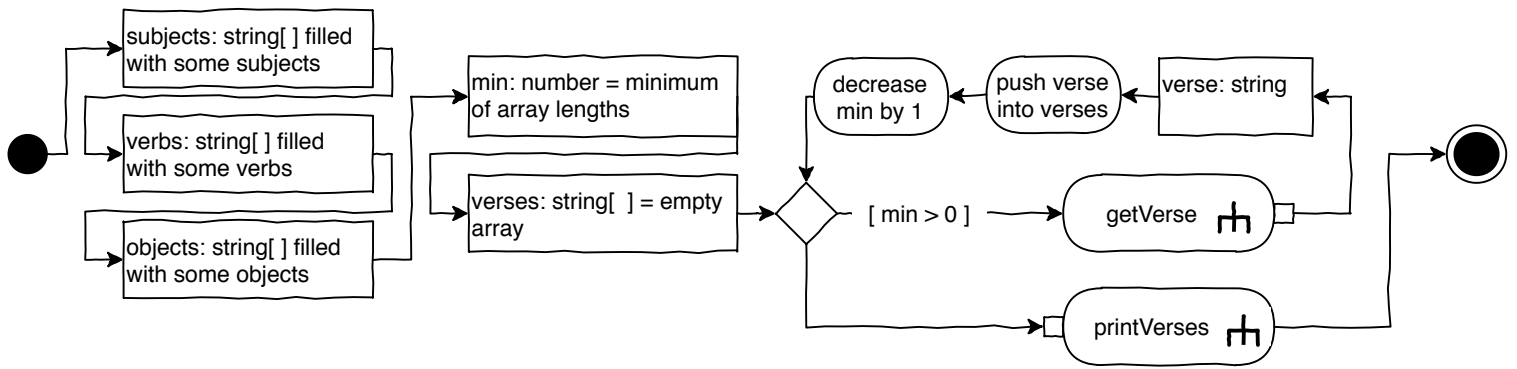 subjects: string[ ] filled
with some subjects
verbs: string[ ] filled
with some verbs
objects: string[ ] filled
with some objects
min: number = minimum
of array lengths
verses: string[  ] = empty
array
decrease
min by 1
push verse
into verses
verse: string
[ min > 0 ]
getVerse
printVerses